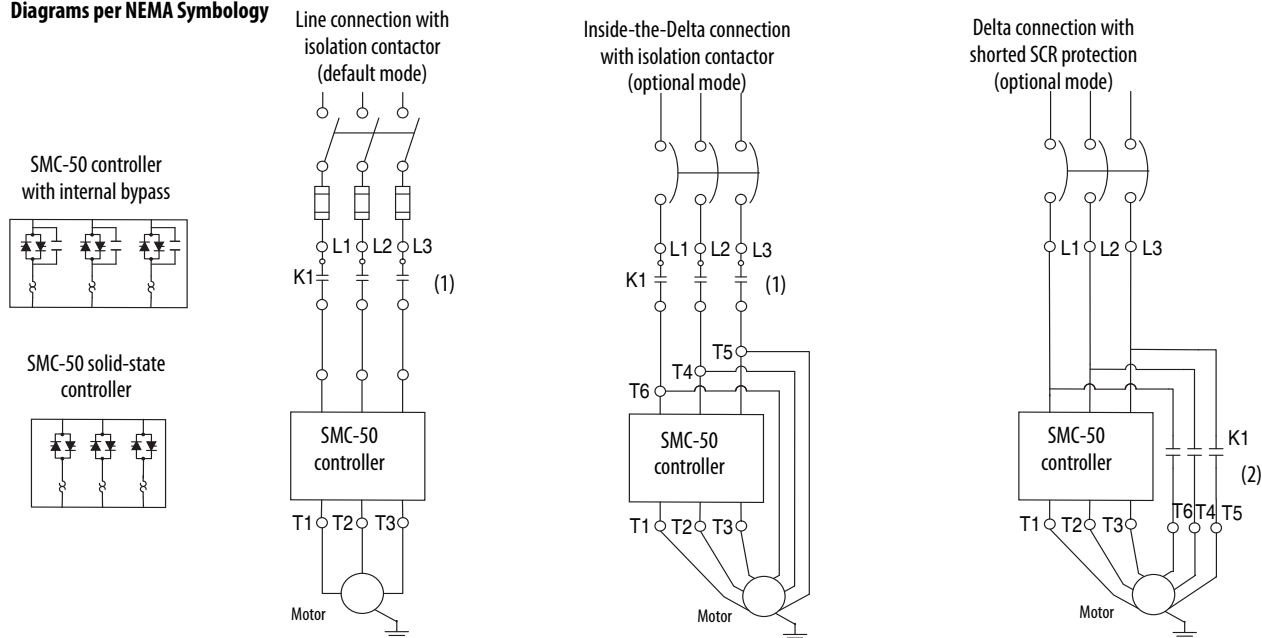 Diagrams per NEMA Symbology
SMC-50 controller
with internal bypass
SMC-50 solid-state
controller
Line connection with
isolation contactor
(default mode)
L1 L2 L3
K1 (1)
SMC-50
controller
T1 T2 T3
Motor
Inside-the-Delta connection
with isolation contactor
(optional mode)
L1 L2 L3
K1 (1)
T5
T4
T6
SMC-50
controller
T1 T2 T3
Motor
Delta connection with
shorted SCR protection
(optional mode)
L1 L2 L3
SMC-50
controller
K1
(2)
T6 T4 T5
T1 T2 T3
Motor